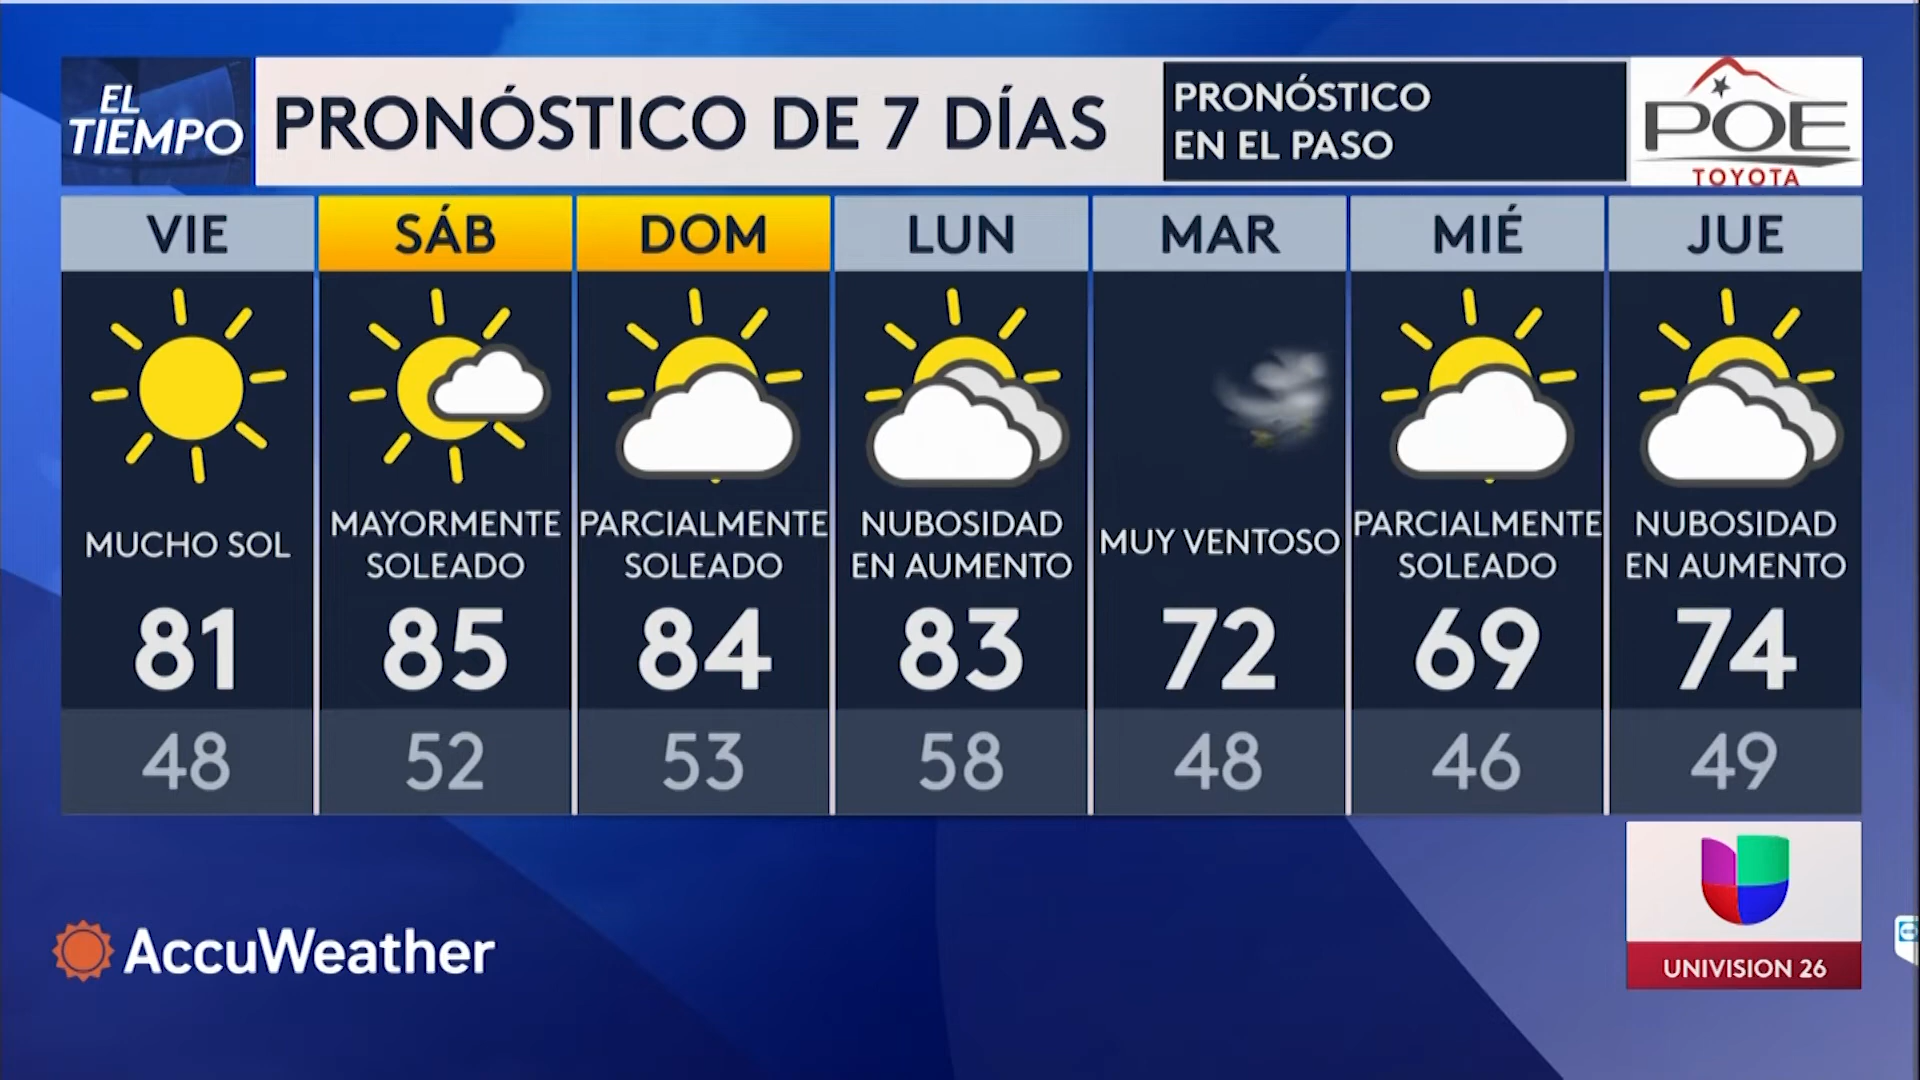 EL
TIEMPO
PRONÓSTICO DE 7 DÍAS
PRONÓSTICO
EN EL PASO
POE
TOYOTA
VIE
SÁB
DOM
LUN
MAR
MIÉ
JUE
MUCHO SOL
MAYORMENTE
SOLEADO
PARCIALMENTE
SOLEADO
NUBOSIDAD
EN AUMENTO
MUY VENTOSO
PARCIALMENTE
SOLEADO
NUBOSIDAD
EN AUMENTO
81
85
84
83
72
69
74
48
52
53
58
48
46
49
AccuWeather
UNIVISION 26